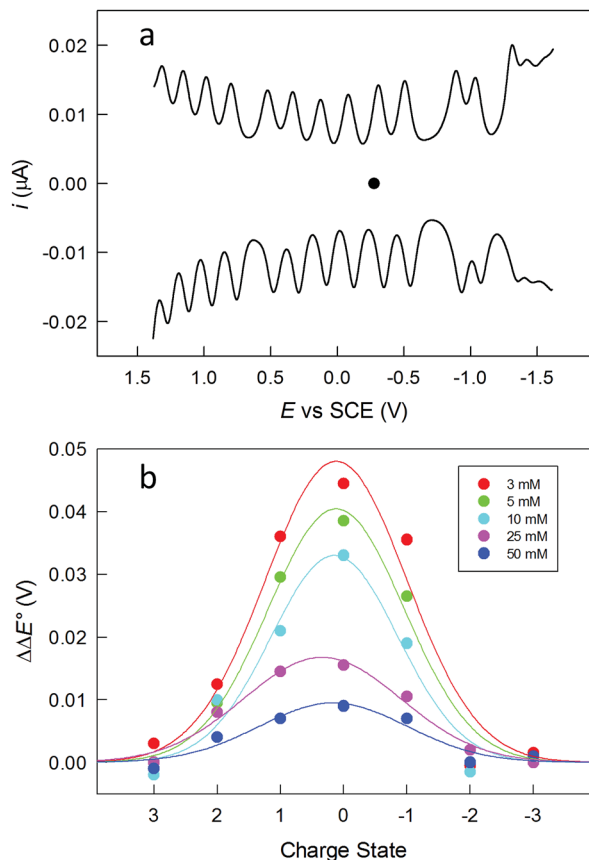 a
0.02
0.01
0.00
-0.01
-0.02
i (μA)
1.5 1.0 0.5 0.0 -0.5 -1.0 -1.5
E vs SCE (V)
b
0.05
0.04
0.03
0.02
0.01
0.00
ΔΔE° (V)
3 mM
5 mM
10 mM
25 mM
50 mM
3 2 1 0 -1 -2 -3
Charge State